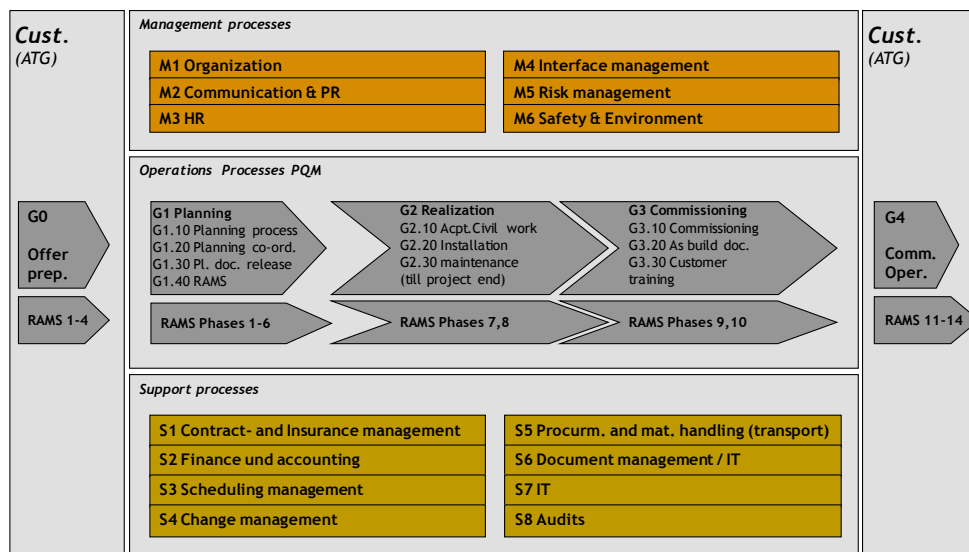 Cust.
(ATG)
G0
Offer
prep.
RAMS 1-4
Management processes
M1 Organization
M2 Communication & PR
M3 HR
M4 Interface management
M5 Risk management
M6 Safety & Environment
Operations Processes PQM
G1 Planning
G1.10 Planning process
G1.20 Planning co-ord.
G1.30 Pl. doc. release
G1.40 RAMS
G2 Realization
G2.10 Acpt.Civil work
G2.20 Installation
G2.30 maintenance
(till project end)
G3 Commissioning
G3.10 Commissioning
G3.20 As build doc.
G3.30 Customer
training
RAMS Phases 1-6
RAMS Phases 7,8
RAMS Phases 9,10
Support processes
S1 Contract- and Insurance management
S2 Finance und accounting
S3 Scheduling management
S4 Change management
S5 Procurm. and mat. handling (transport)
S6 Document management / IT
S7 IT
S8 Audits
Cust.
(ATG)
G4
Comm.
Oper.
RAMS 11-14